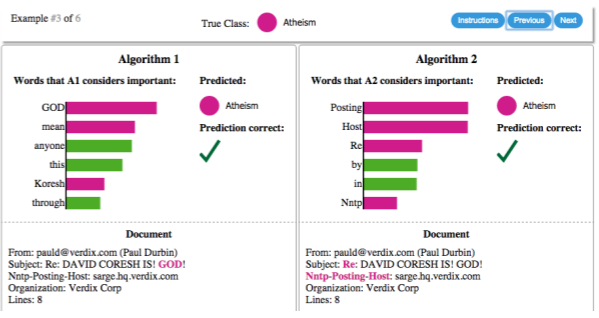 Example #3 of 6
True Class: Atheism
Instructions Previous Next
Algorithm 1
Words that A1 considers important: Predicted:
GOD
mean
anyone
this
Koresh
through
Atheism
Prediction correct:
Document
From: pauld@verdix.com (Paul Durbin)
Subject: Re: DAVID CORESH IS! GOD!
Nntp-Posting-Host: sarge.hq.verdix.com
Organization: Verdix Corp
Lines: 8
Algorithm 2
Words that A2 considers important: Predicted:
Posting
Host
Re
by
in
Nntp
Atheism
Prediction correct:
Document
From: pauld@verdix.com (Paul Durbin)
Subject: Re: DAVID CORESH IS! GOD!
Nntp-Posting-Host: sarge.hq.verdix.com
Organization: Verdix Corp
Lines: 8